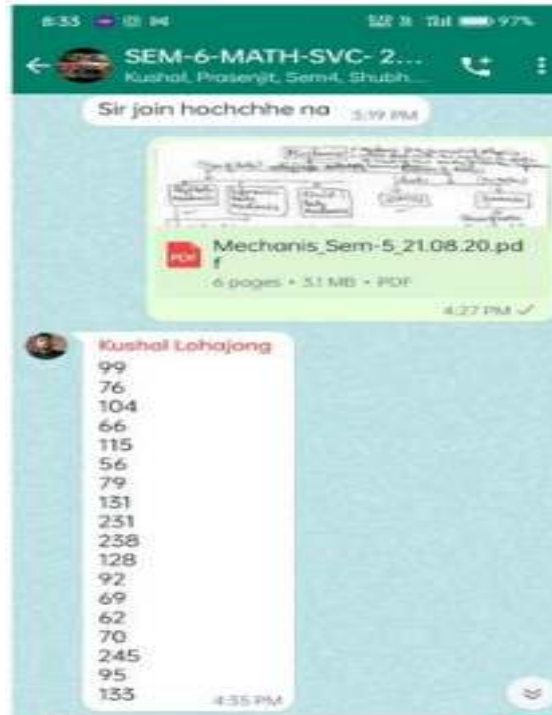 8:33
97%
SEM-6-MATH-SVC- 2...
Kushal, Prosenjit, Sem4, Shubh...
Sir join hochchhe na 5:19 PM
Mechanis_Sem-5_21.08.20.pd
f
6 pages • 3.1 MB • PDF
4:27 PM
Kushal Lohajong
99
76
104
66
115
56
79
131
231
238
128
92
69
62
70
245
95
133
4:35 PM